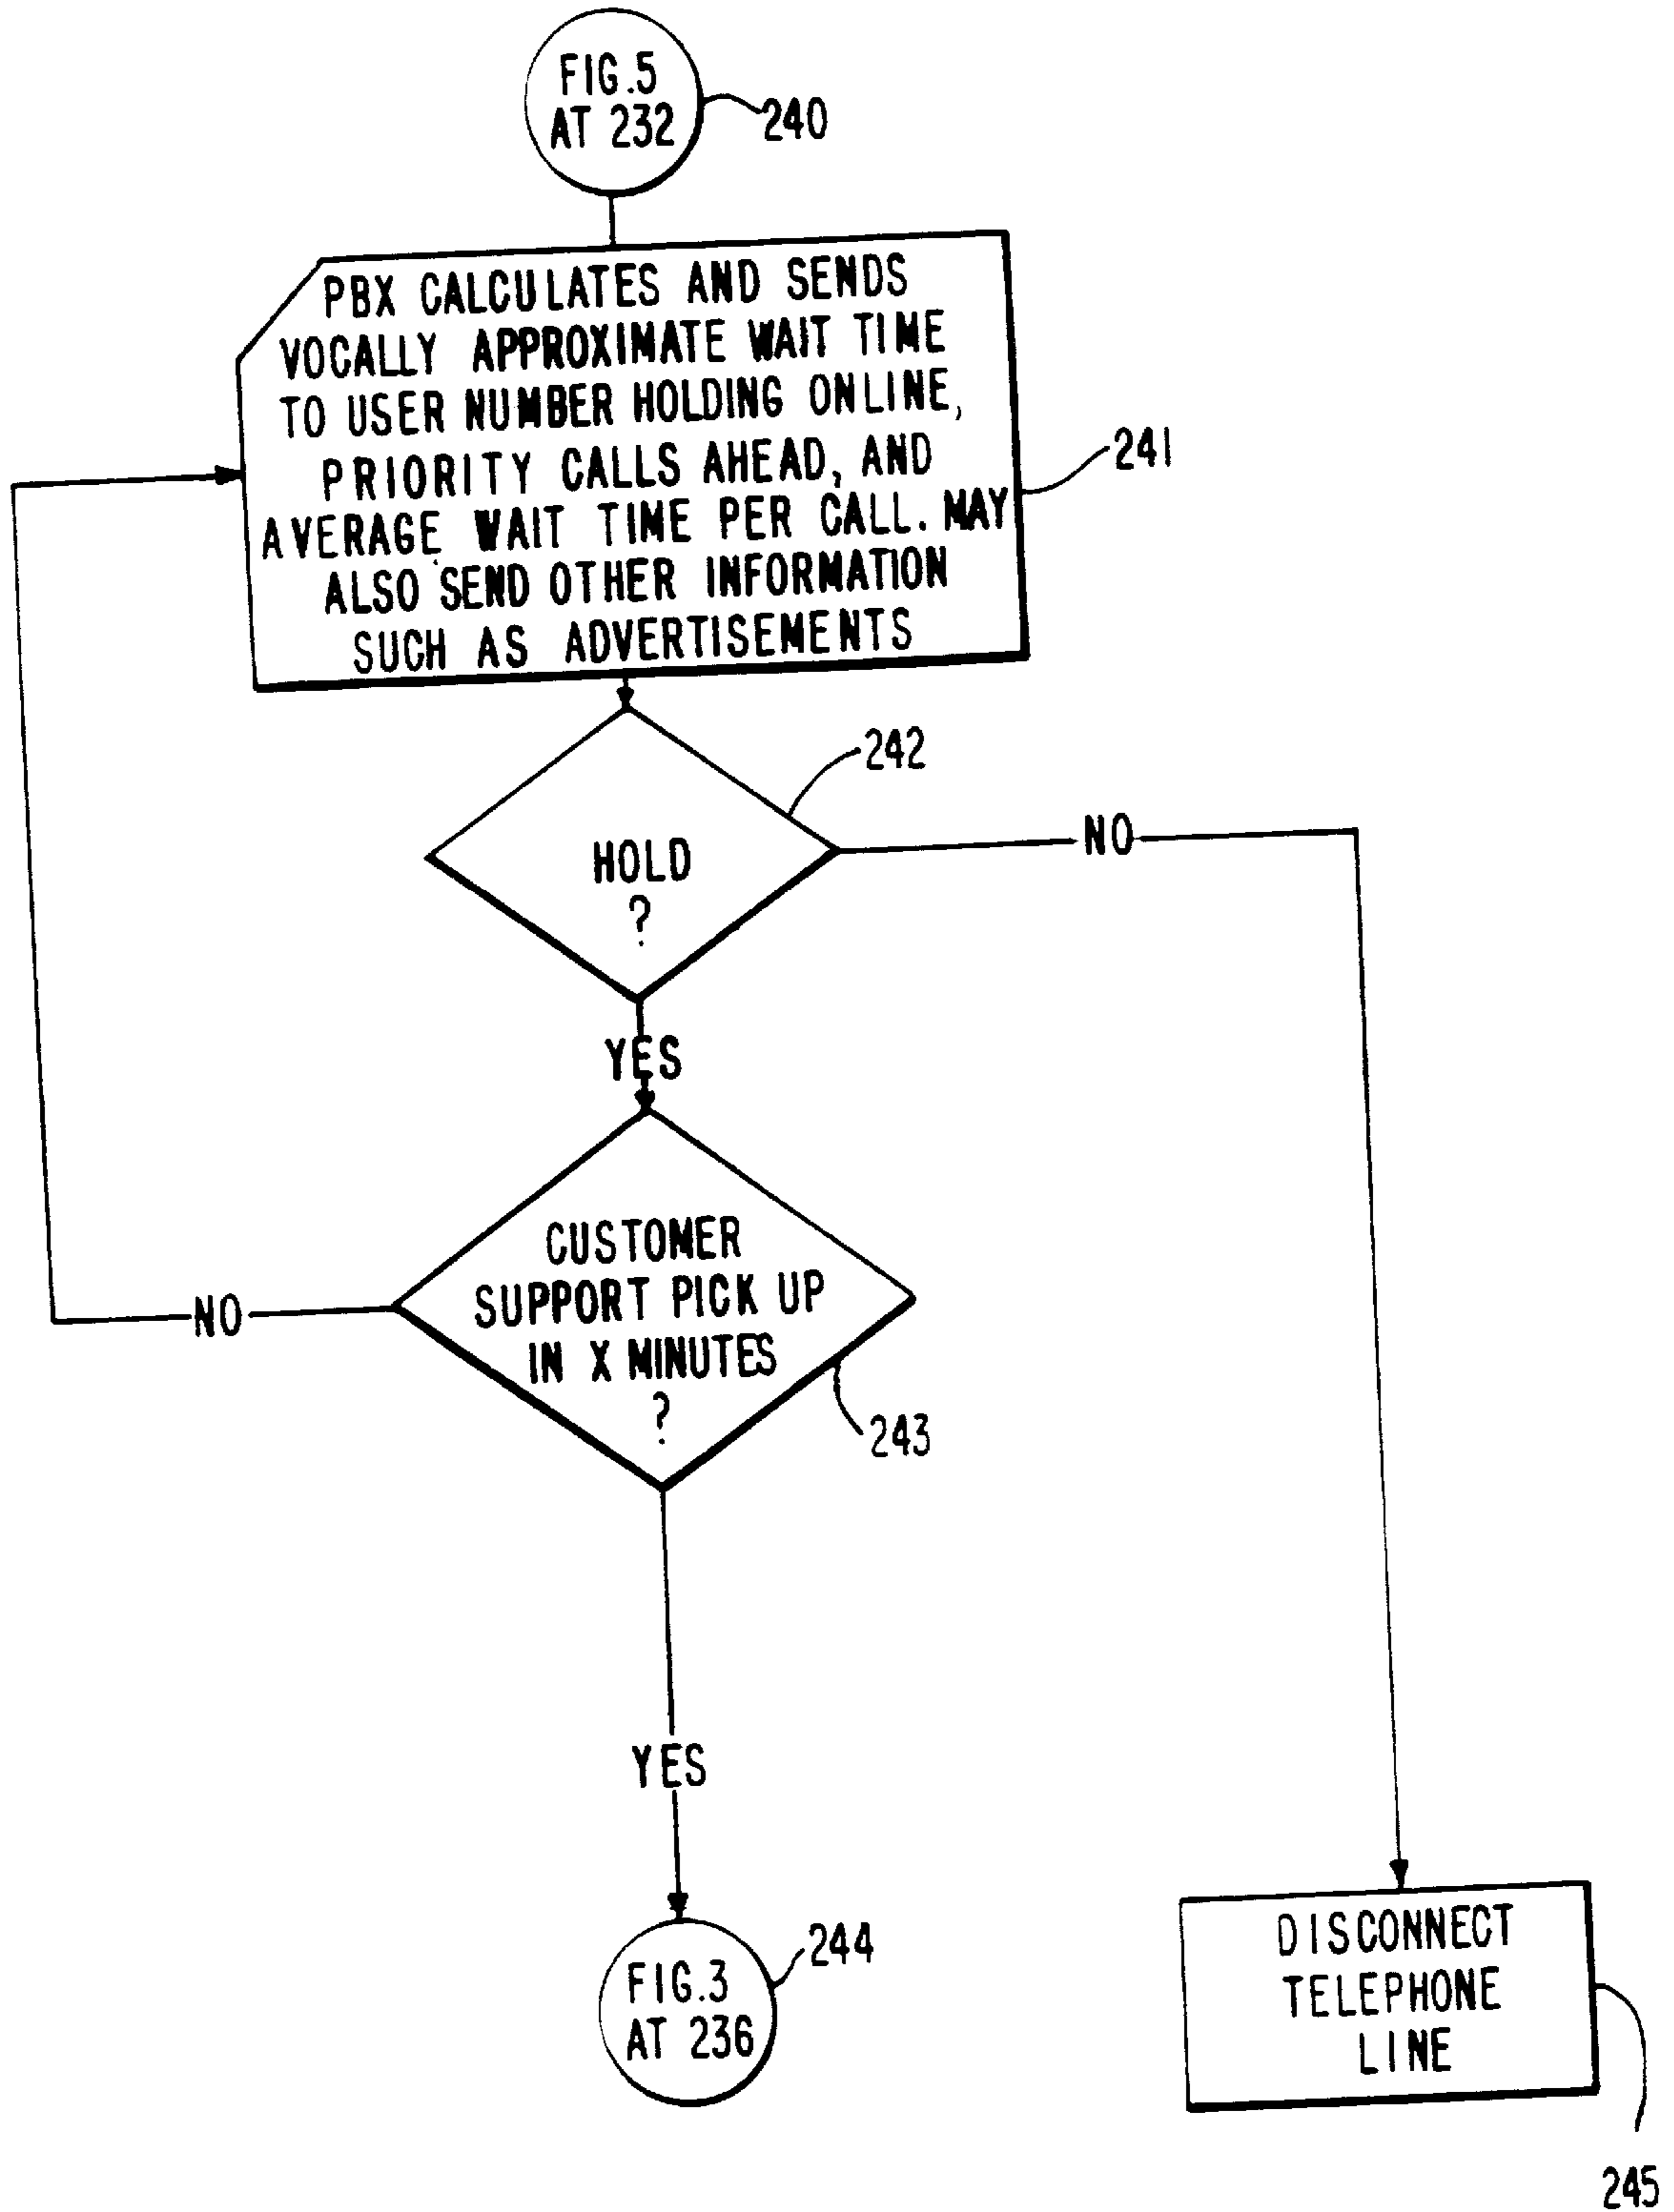 FIG.5
AT 232
240
PBX CALCULATES AND SENDS
VOCALLY APPROXIMATE WAIT TIME
TO USER NUMBER HOLDING ONLINE,
PRIORITY CALLS AHEAD, AND
AVERAGE WAIT TIME PER CALL. MAY
ALSO SEND OTHER INFORMATION
SUCH AS ADVERTISEMENTS
241
242
HOLD
?
NO
YES
CUSTOMER
SUPPORT PICK UP
IN X MINUTES
?
NO
243
YES
FIG.3
AT 236
244
DISCONNECT
TELEPHONE
LINE
245